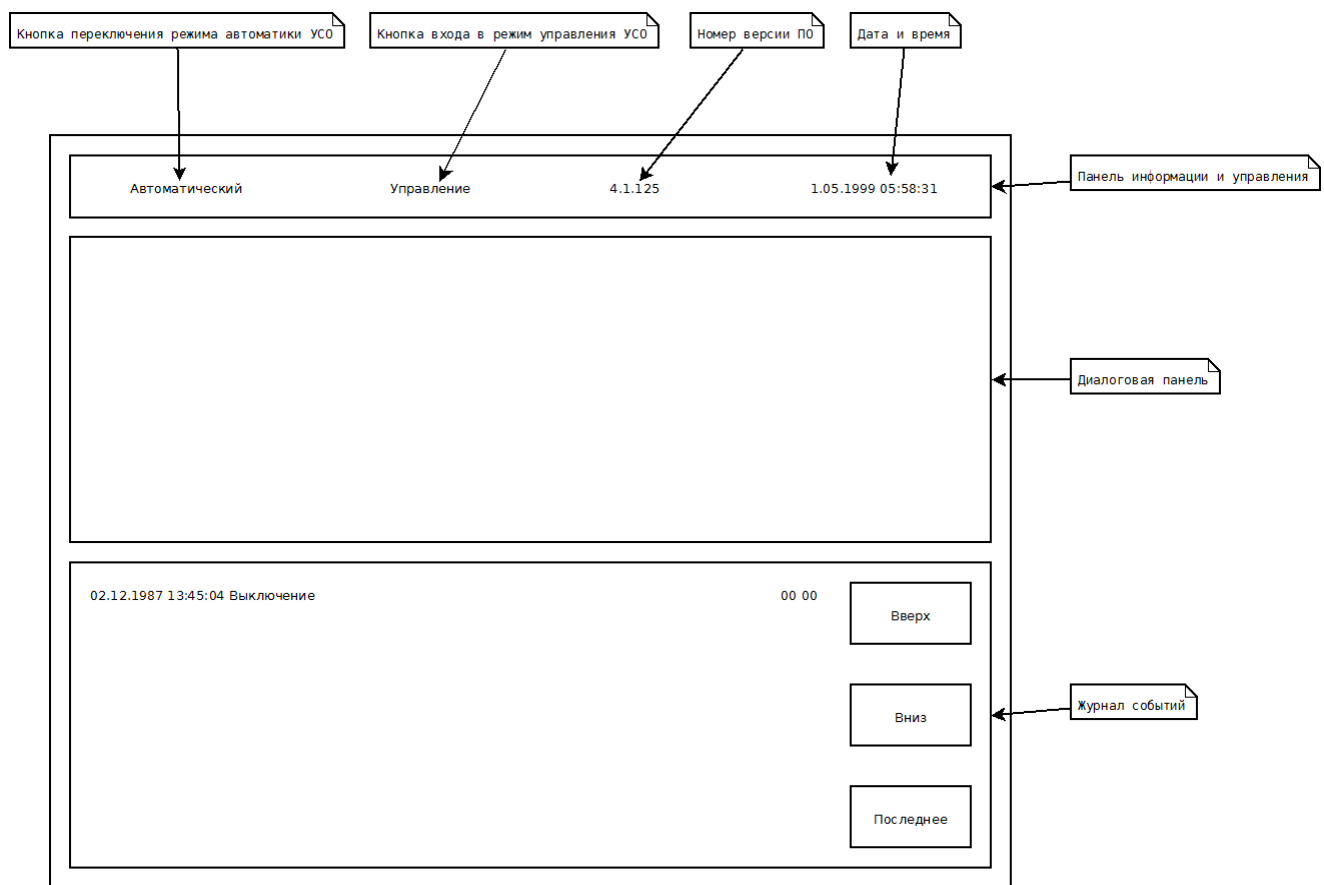 Кнопка переключения режима автоматики УСО
Кнопка входа в режим управления УСО
Номер версии ПО
Дата и время
Автоматический
Управление
4.1.125
1.05.1999 05:58:31
Панель информации и управления
Диалоговая панель
02.12.1987 13:45:04 Выключение
00 00
Вверх
Вниз
Журнал событий
Последнее